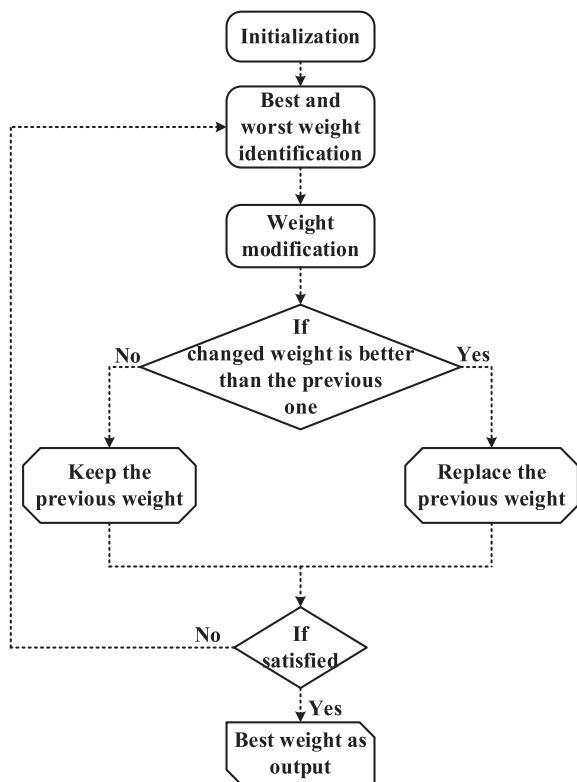 Initialization
Best and
worst weight
identification
Weight
modification
If
changed weight is better
than the previous
one
No
Yes
Keep the
previous weight
Replace the
previous weight
If
satisfied
No
Yes
Best weight as
output